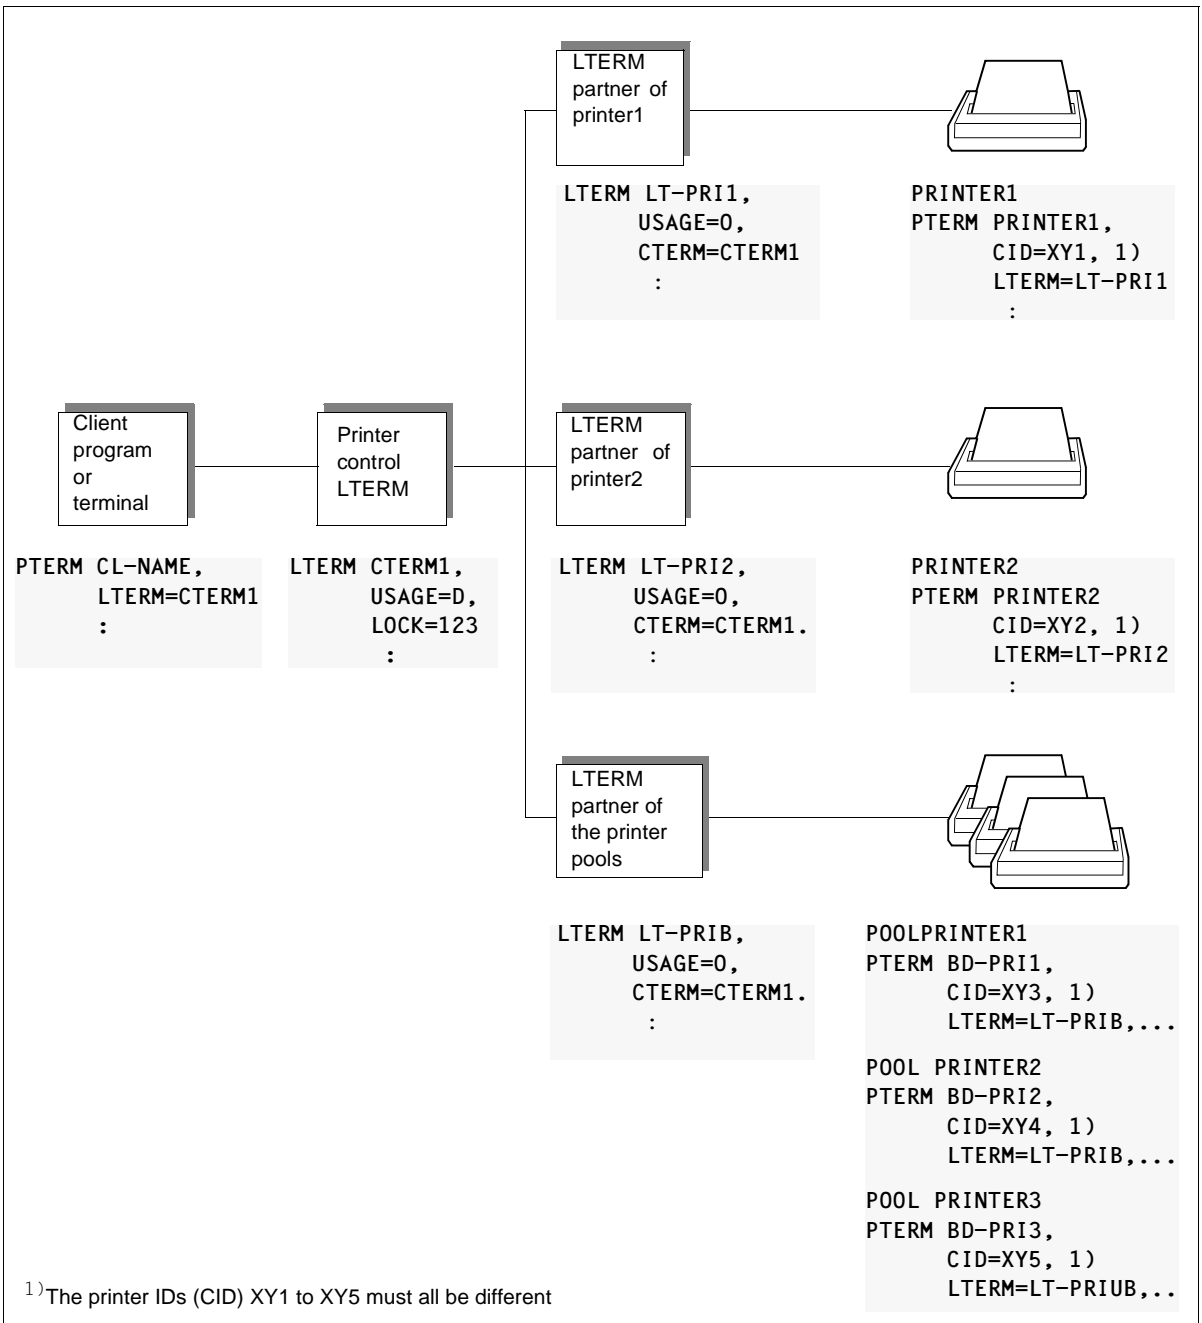 LTERM
partner of
printer1
LTERM LT-PRI1,
USAGE=O,
CTERM=CTERM1
:
PRINTER1
PTERM PRINTER1,
CID=XY1, 1)
LTERM=LT-PRI1
:
Client
program
or
terminal
PTERM CL-NAME,
LTERM=CTERM1
:
Printer
control
LTERM
LTERM CTERM1,
USAGE=D,
LOCK=123
:
LTERM
partner of
printer2
LTERM LT-PRI2,
USAGE=O,
CTERM=CTERM1.
:
PRINTER2
PTERM PRINTER2
CID=XY2, 1)
LTERM=LT-PRI2
:
LTERM
partner of
the printer
pools
LTERM LT-PRIB,
USAGE=O,
CTERM=CTERM1.
:
POOLPRINTER1
PTERM BD-PRI1,
CID=XY3, 1)
LTERM=LT-PRIB,...
POOL PRINTER2
PTERM BD-PRI2,
CID=XY4, 1)
LTERM=LT-PRIB,...
POOL PRINTER3
PTERM BD-PRI3,
CID=XY5, 1)
LTERM=LT-PRIUB,..
1)The printer IDs (CID) XY1 to XY5 must all be different